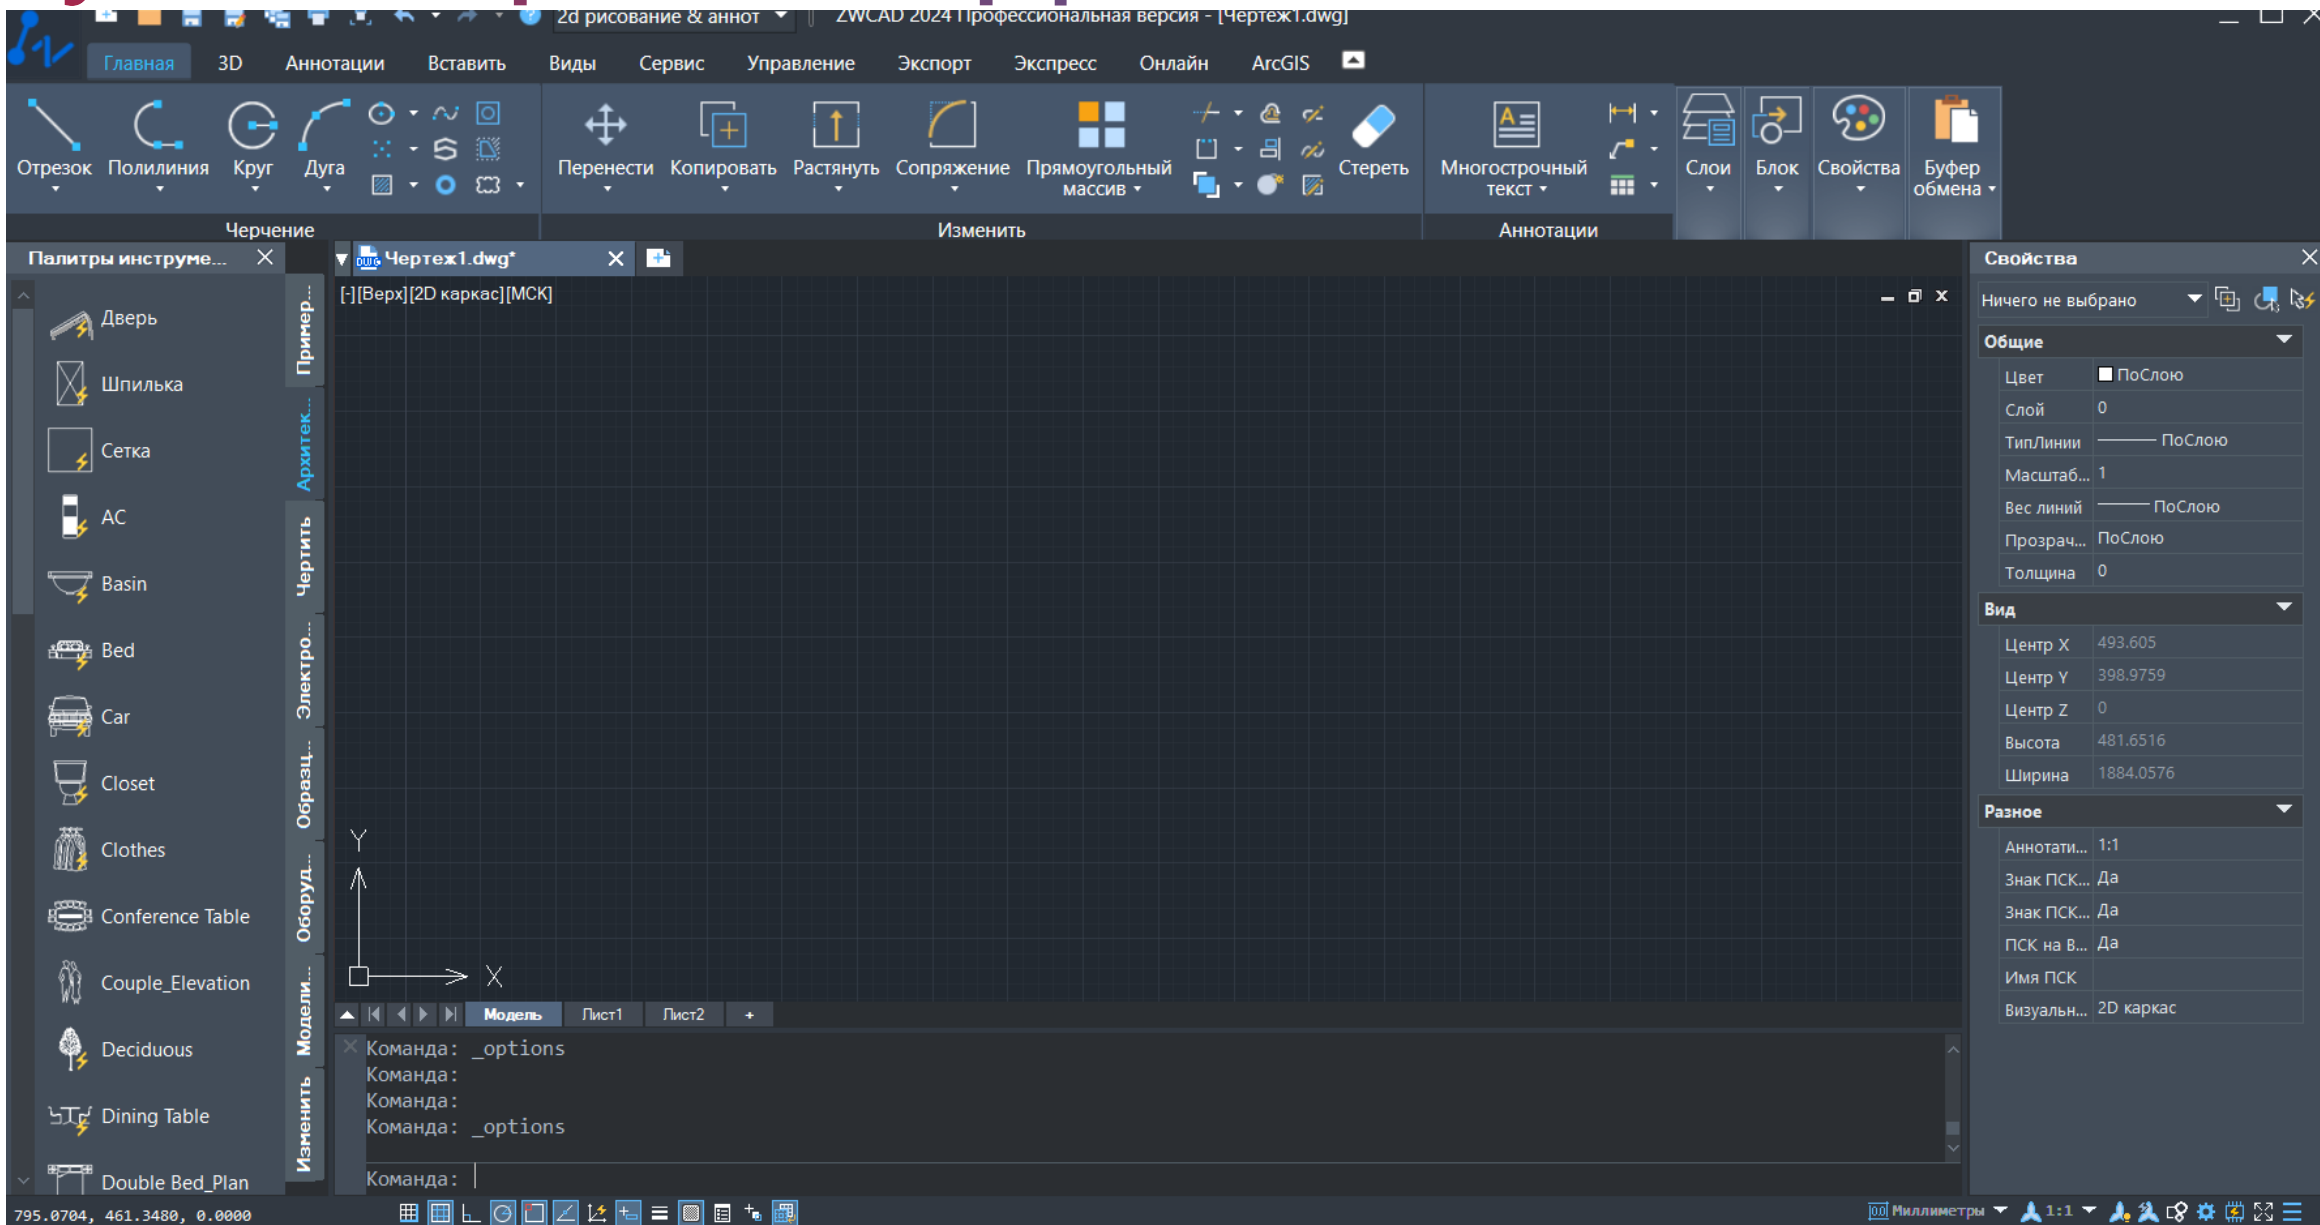 2d рисование & аннот
ZWCAD 2024 Профессиональная версия - [Чертеж1.dwg]
Главная 3D Аннотации Вставить Виды Сервис Управление Экспорт Экспресс Онлайн ArcGIS
Отрезок Полилиния Круг Дуга
Перенести Копировать Растянуть Сопряжение Прямоугольный массив Стереть
Многострочный текст
Слои Блок Свойства Буфер обмена
Черчение Изменить Аннотации
Палитры инструме...
Дверь
Шпилька
Сетка
AC
Basin
Bed
Car
Closet
Clothes
Conference Table
Couple_Elevation
Deciduous
Dining Table
Double Bed_Plan
Пример...
Архитек...
Чертить
Электро...
Образц...
Оборуд...
Модели...
Изменить
Чертеж1.dwg*
[-][Верх][2D каркас][МСК]
Y
X
Модель Лист1 Лист2 +
Команда: _options
Команда:
Команда:
Команда: _options
Команда:
Свойства
Ничего не выбрано
Общие
Цвет ПоСлою
Слой 0
ТипЛинии ПоСлою
Масштаб... 1
Вес линий ПоСлою
Прозрач... ПоСлою
Толщина 0
Вид
Центр X 493.605
Центр Y 398.9759
Центр Z 0
Высота 481.6516
Ширина 1884.0576
Разное
Аннотати... 1:1
Знак ПСК... Да
Знак ПСК... Да
ПСК на В... Да
Имя ПСК
Визуальн... 2D каркас
795.0704, 461.3480, 0.0000
Миллиметры 1:1